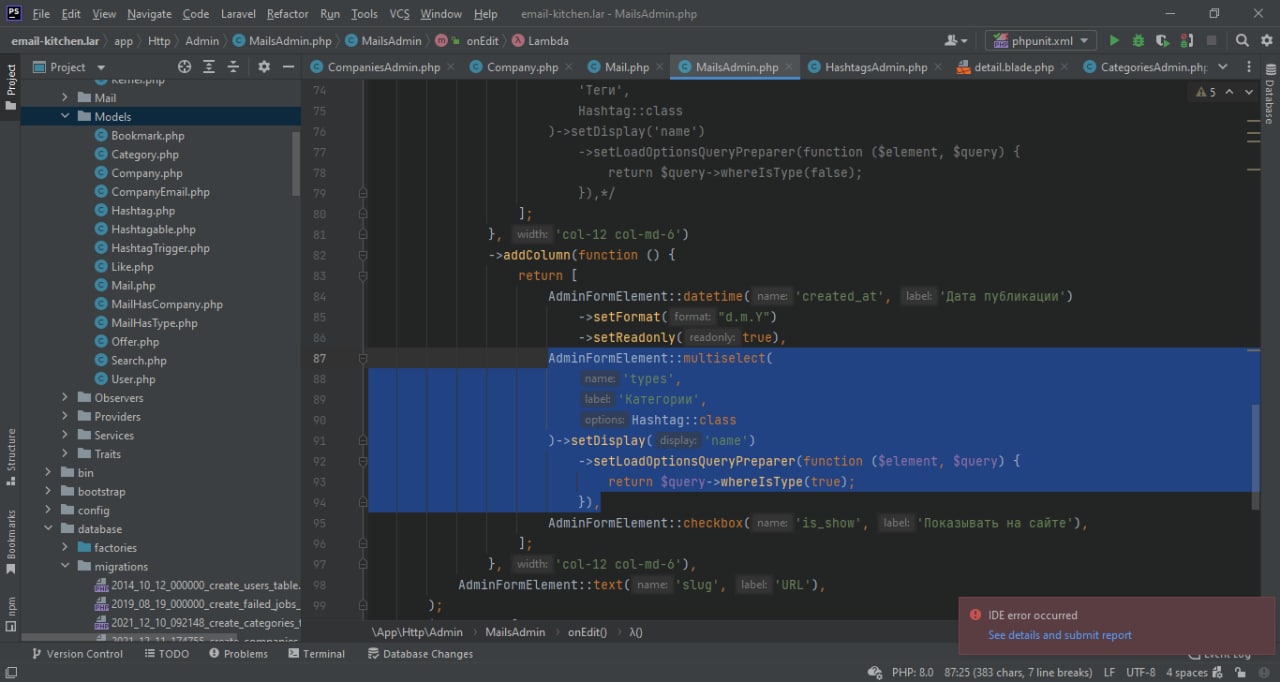 PS File Edit View Navigate Code Laravel Refactor Run Tools VCS Window Help email-kitchen.lar - MailsAdmin.php
email-kitchen.lar app Http Admin MailsAdmin.php MailsAdmin onEdit Lambda phpunit.xml
Project
Project
CompaniesAdmin.php Company.php Mail.php MailsAdmin.php HashtagsAdmin.php detail.blade.php CategoriesAdmin.php
Database
Kernel.php
Mail
Models
Bookmark.php
Category.php
Company.php
CompanyEmail.php
Hashtag.php
Hashtagable.php
HashtagTrigger.php
Like.php
Mail.php
MailHasCompany.php
MailHasType.php
Offer.php
Search.php
User.php
Observers
Providers
Services
Traits
bin
bootstrap
config
database
factories
migrations
2014_10_12_000000_create_users_table.
2019_08_19_000000_create_failed_jobs_
2021_12_10_092148_create_categories_t
2021_12_11_174755_create_companies
Structure
Bookmarks
npm
5
74 'Теги',
75 Hashtag::class
76 )->setDisplay('name')
77 ->setLoadOptionsQueryPreparer(function ($element, $query) {
78 return $query->whereIsType(false);
79 }),*/
80 ];
81 }, width: 'col-12 col-md-6')
82 ->addColumn(function () {
83 return [
84 AdminFormElement::datetime( name: 'created_at', label: 'Дата публикации')
85 ->setFormat( format: "d.m.Y")
86 ->setReadonly( readonly: true),
87 AdminFormElement::multiselect(
88 name: 'types',
89 label: 'Категории',
90 options: Hashtag::class
91 )->setDisplay( display: 'name')
92 ->setLoadOptionsQueryPreparer(function ($element, $query) {
93 return $query->whereIsType(true);
94 }),
95 AdminFormElement::checkbox( name: 'is_show', label: 'Показывать на сайте'),
96 ];
97 }, width: 'col-12 col-md-6'),
98 AdminFormElement::text( name: 'slug', label: 'URL'),
99 );
\App\Http\Admin MailsAdmin onEdit() λ()
IDE error occurred
See details and submit report
Version Control TODO Problems Terminal Database Changes Event Log
PHP: 8.0 87:25 (383 chars, 7 line breaks) LF UTF-8 4 spaces